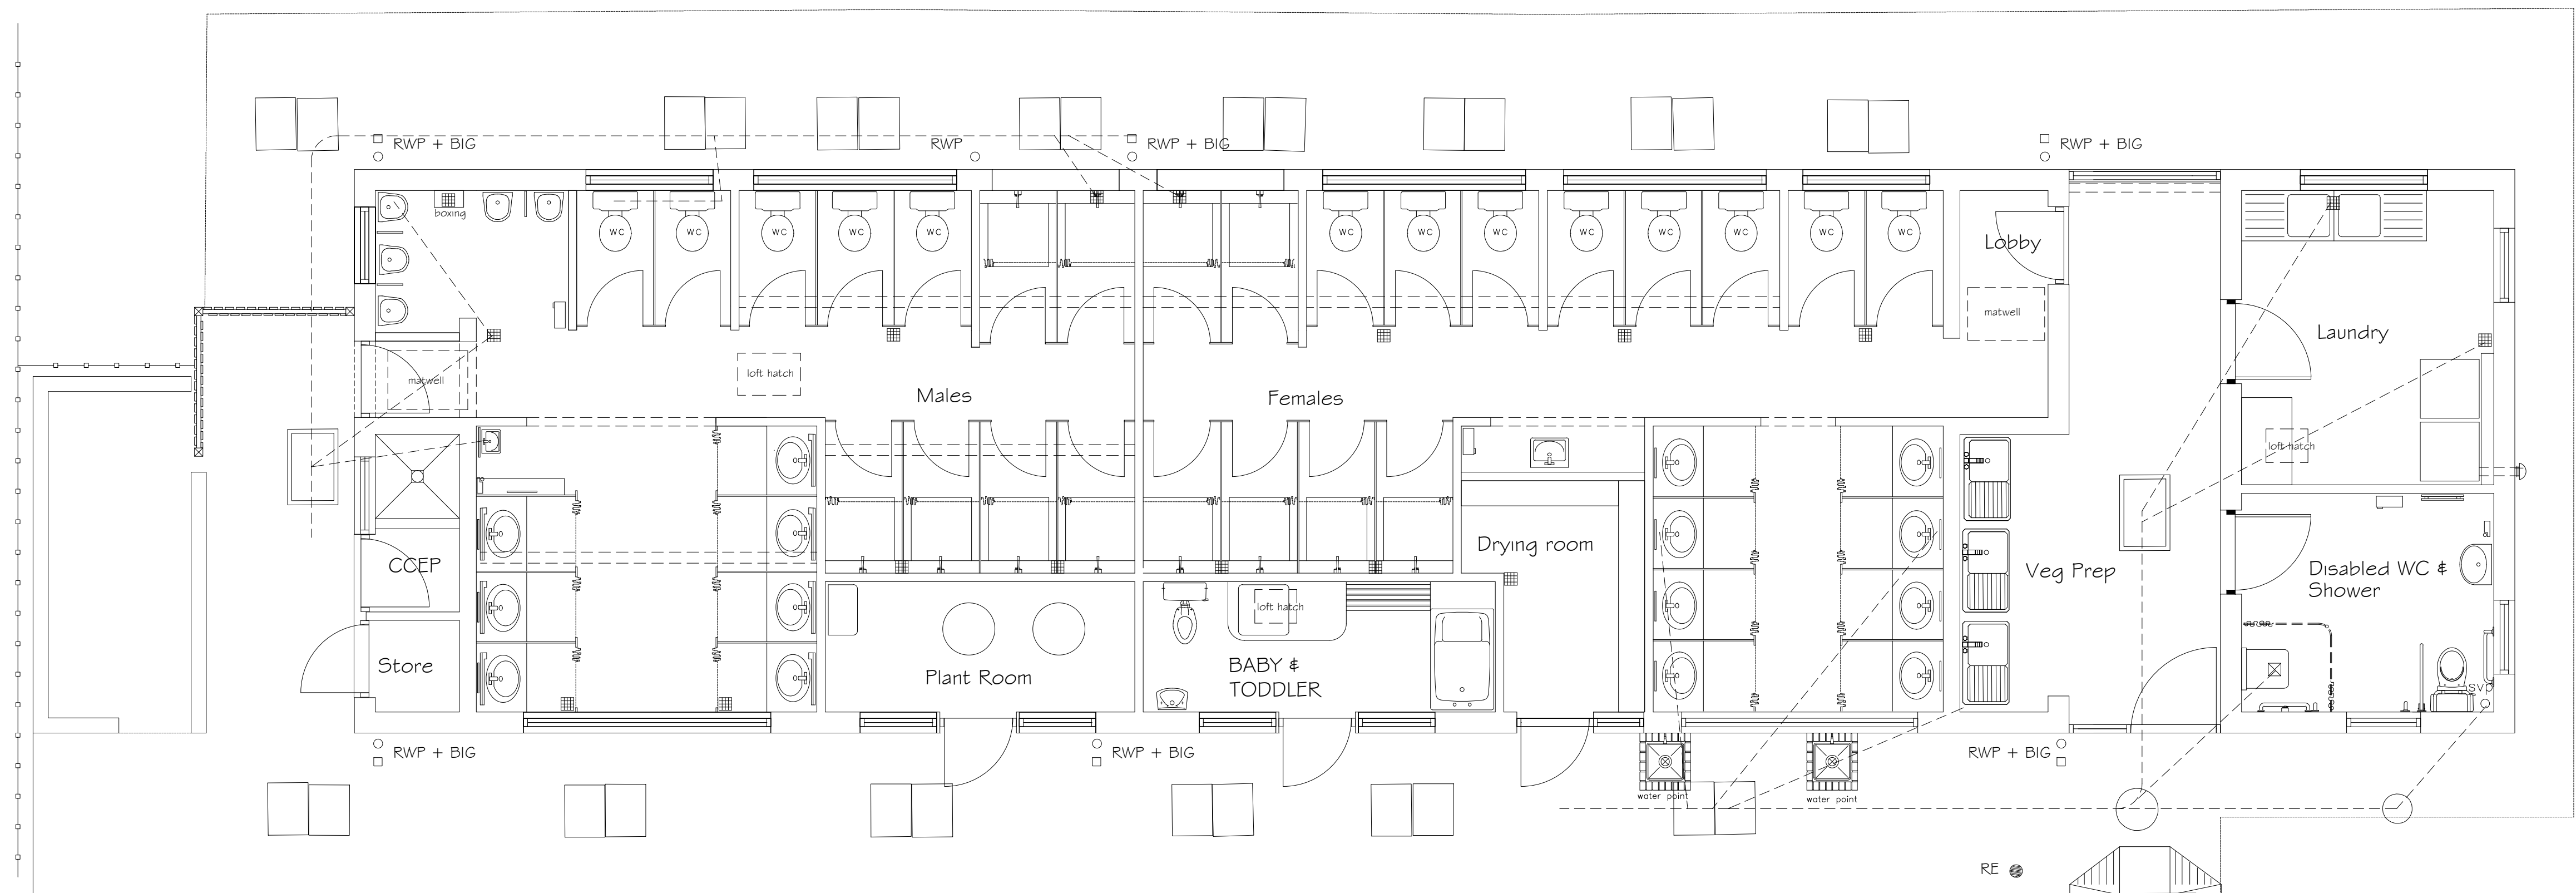 RWP + BIG
RWP
RWP + BIG
RWP + BIG
boxing
WC
WC
WC
WC
WC
WC
WC
WC
WC
WC
WC
WC
WC
Lobby
matwell
Laundry
matwell
loft hatch
Males
Females
loft hatch
CCEP
Drying room
Veg Prep
Disabled WC &
Shower
Store
Plant Room
loft hatch
BABY &
TODDLER
svp
RWP + BIG
RWP + BIG
RWP + BIG
water point
water point
RE